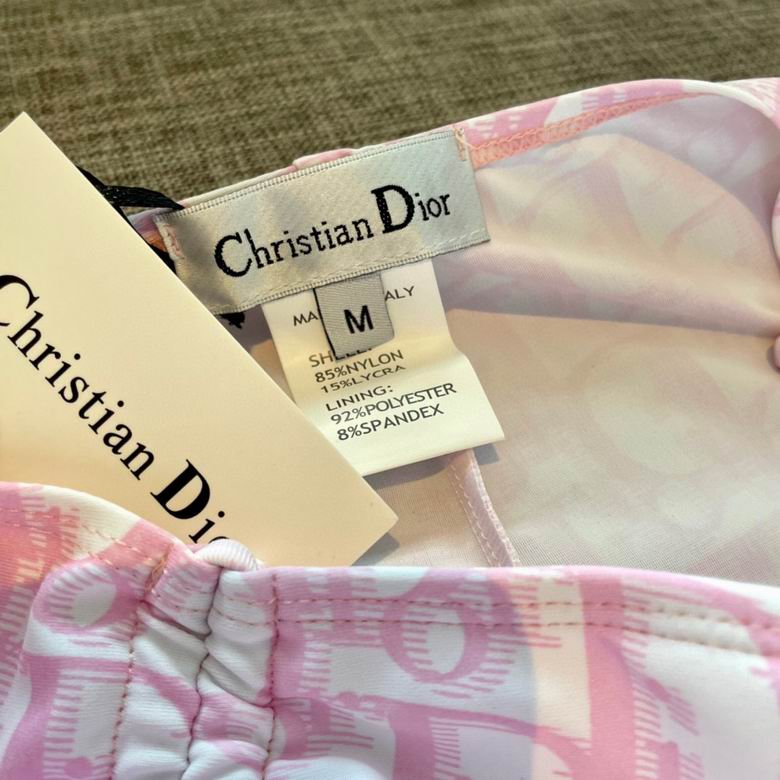 Christian Dior
M
SHELL:
85%NYLON
15%LYCRA
LINING:
92%POLYESTER
8%SPANDEX
Christian Dior